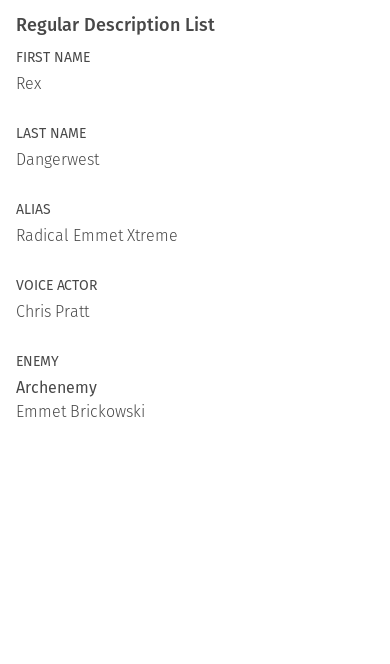 Regular Description List
FIRST NAME
Rex
LAST NAME
Dangerwest
ALIAS
Radical Emmet Xtreme
VOICE ACTOR
Chris Pratt
ENEMY
Archenemy
Emmet Brickowski